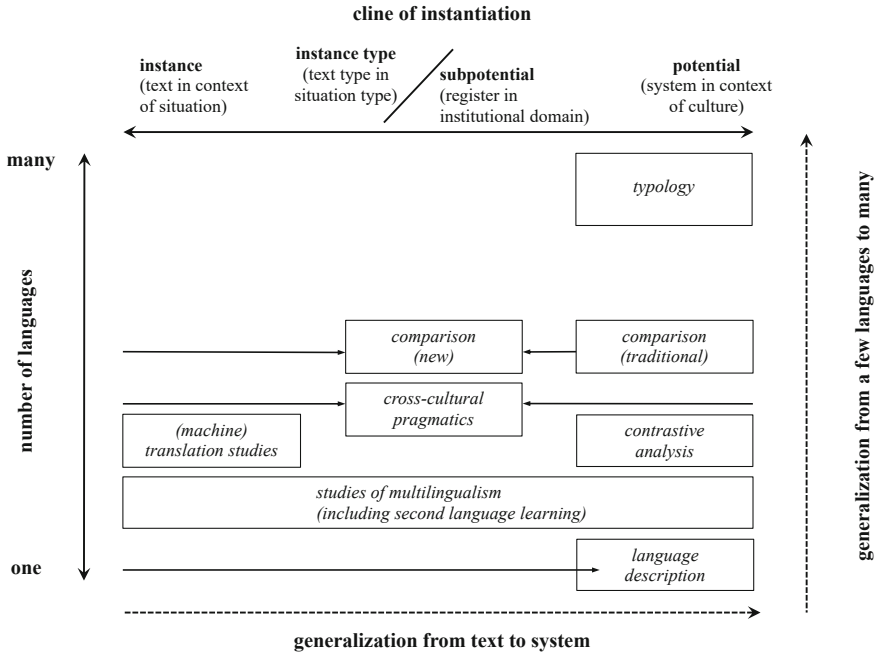 cline of instantiation
instance
(text in context
of situation)
instance type
(text type in
situation type)
subpotential
(register in
institutional domain)
potential
(system in context
of culture)
many
number of languages
one
typology
comparison
(new)
comparison
(traditional)
cross-cultural
pragmatics
(machine)
translation studies
contrastive
analysis
studies of multilingualism
(including second language learning)
language
description
generalization from a few languages to many
generalization from text to system